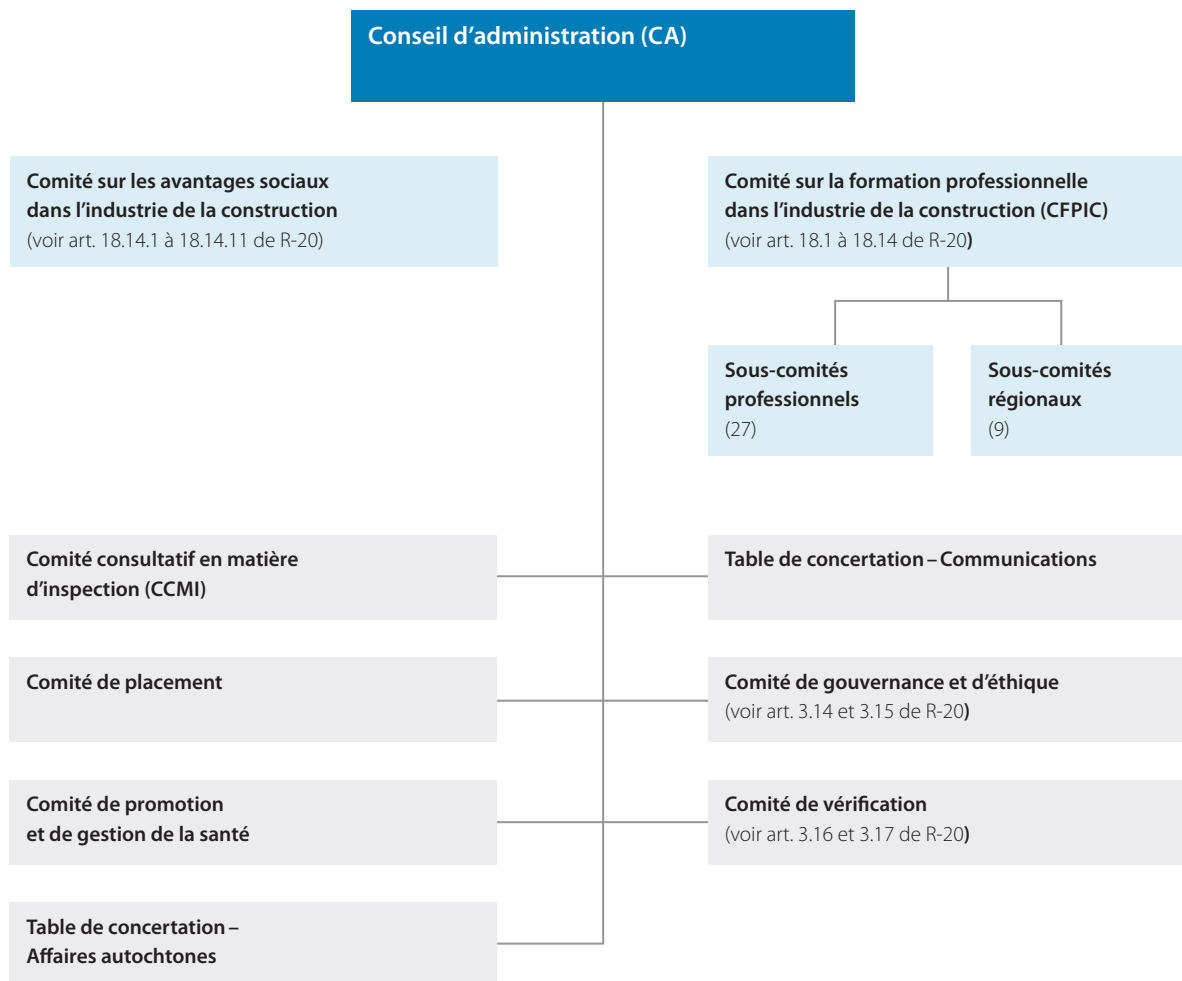 Conseil d’administration (CA)
Comité sur les avantages sociaux
dans l’industrie de la construction
(voir art. 18.14.1 à 18.14.11 de R-20)
Comité sur la formation professionnelle
dans l’industrie de la construction (CFPIC)
(voir art. 18.1 à 18.14 de R-20)
Sous-comités
professionnels
(27)
Sous-comités
régionaux
(9)
Comité consultatif en matière
d’inspection (CCMI)
Table de concertation – Communications
Comité de placement
Comité de gouvernance et d’éthique
(voir art. 3.14 et 3.15 de R-20)
Comité de promotion
et de gestion de la santé
Comité de vérification
(voir art. 3.16 et 3.17 de R-20)
Table de concertation –
Affaires autochtones